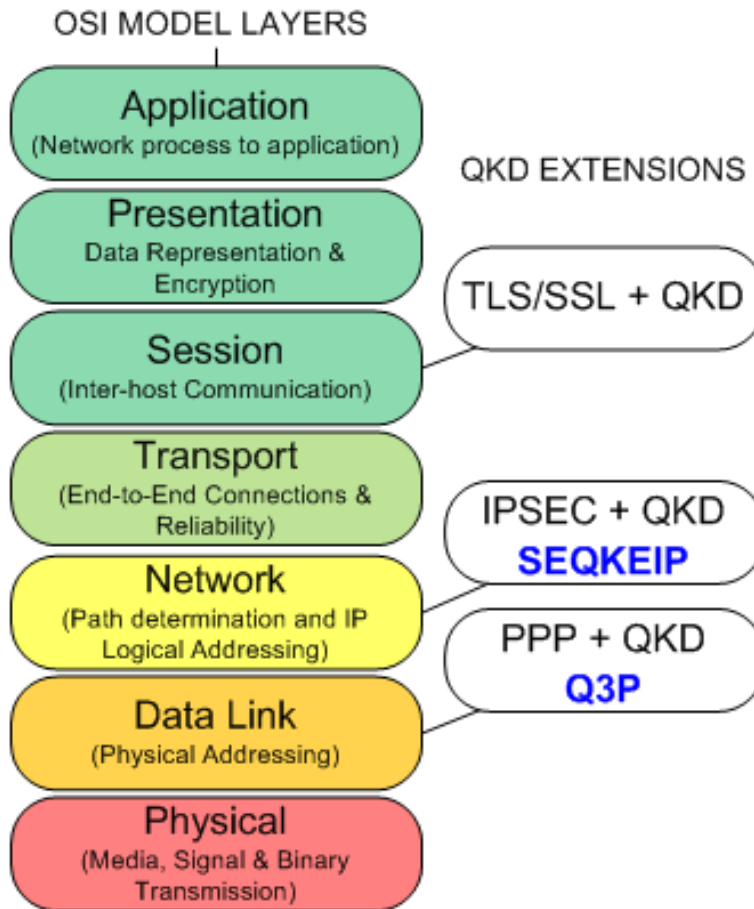 OSI MODEL LAYERS
Application
(Network process to application)
QKD EXTENSIONS
Presentation
Data Representation &
Encryption
TLS/SSL + QKD
Session
(Inter-host Communication)
Transport
(End-to-End Connections &
Reliability)
IPSEC + QKD
SEQKEIP
Network
(Path determination and IP
Logical Addressing)
PPP + QKD
Q3P
Data Link
(Physical Addressing)
Physical
(Media, Signal & Binary
Transmission)